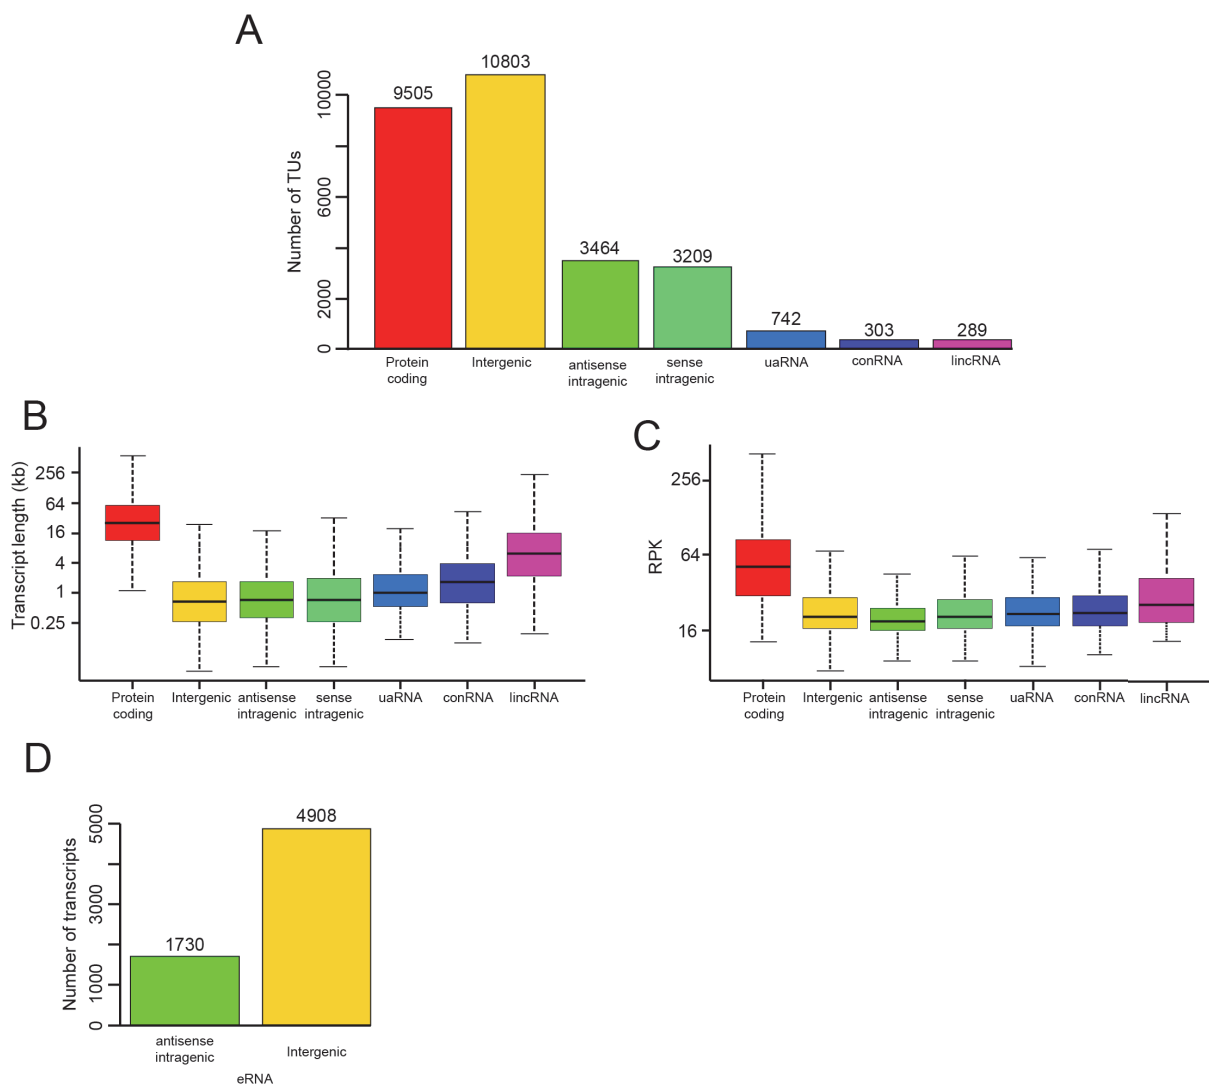 A
Number of TUs
10000
6000
2000
0
9505
10803
3464
3209
742
303
289
Protein
coding
Intergenic
antisense
intragenic
sense
intragenic
uaRNA
conRNA
lincRNA
B
Transcript length (kb)
256
64
16
4
1
0.25
Protein
coding
Intergenic
antisense
intragenic
sense
intragenic
uaRNA
conRNA
lincRNA
C
RPK
256
64
16
Protein
coding
Intergenic
antisense
intragenic
sense
intragenic
uaRNA
conRNA
lincRNA
D
Number of transcripts
5000
3000
1000
0
1730
4908
antisense
intragenic
Intergenic
eRNA